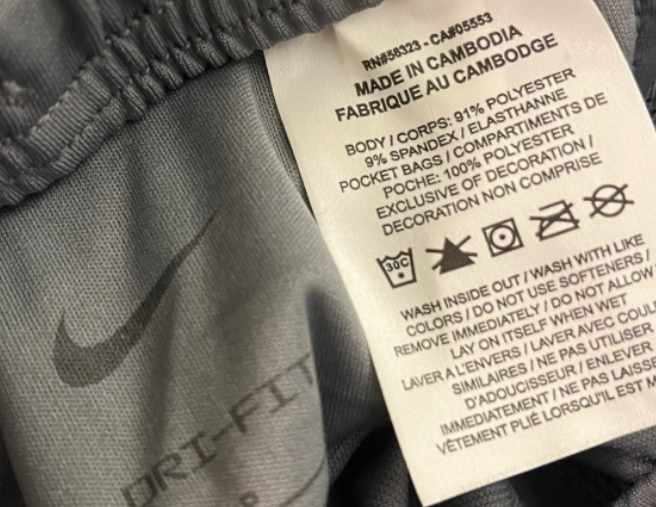 RN#58323 - CA#05553
MADE IN CAMBODIA
FABRIQUE AU CAMBODGE
BODY / CORPS: 91% POLYESTER
9% SPANDEX / ELASTHANNE
POCKET BAGS / COMPARTIMENTS DE
POCHE: 100% POLYESTER
EXCLUSIVE OF DECORATION /
DECORATION NON COMPRISE
30C
WASH INSIDE OUT / WASH WITH LIKE
COLORS / DO NOT USE SOFTENERS /
REMOVE IMMEDIATELY / DO NOT ALLOW
LAY ON ITSELF WHEN WET
LAVER A L'ENVERS / LAVER AVEC COUL
SIMILAIRES / NE PAS UTILISER
D'ADOUCISSEUR / ENLEVER
IMMEDIATEMENT / NE PAS LAISSE
VÊTEMENT PLIÉ LORSQU'IL EST M
DRI-FIT